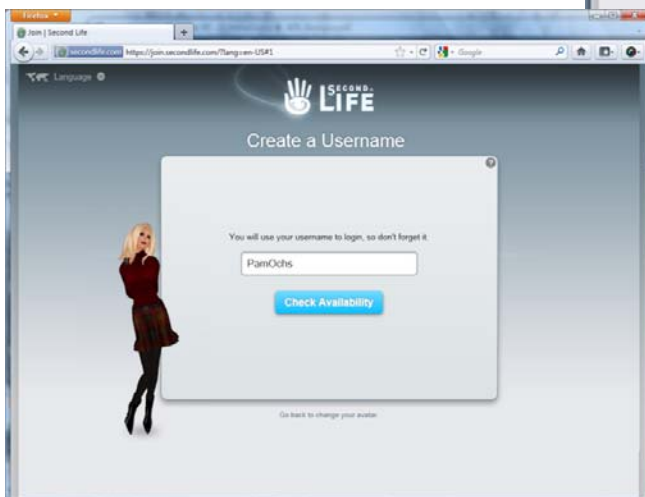 Firefox
Join | Second Life
secondlife.com https://join.secondlife.com/?lang=en-US#1
Google
Language
SECOND
LIFE
Create a Username
You will use your username to login, so don't forget it.
PamOchs
Check Availability
Go back to change your avatar